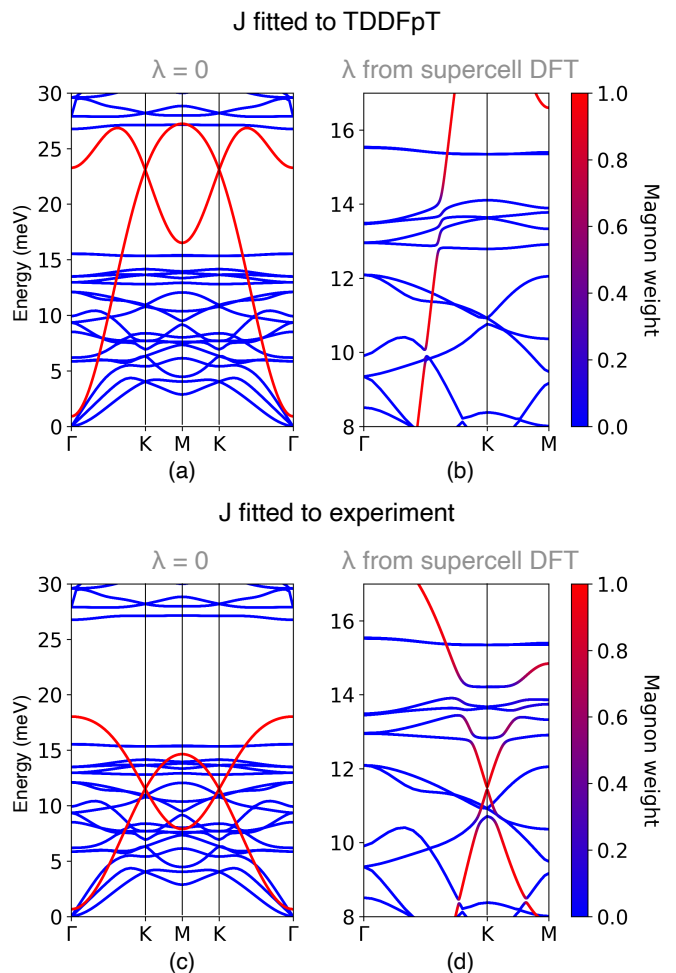 J fitted to TDDFpT
λ = 0
λ from supercell DFT
30
25
20
15
10
5
0
Energy (meV)
Γ K M K Γ
(a)
16
14
12
10
8
Γ K M
(b)
1.0
0.8
0.6
0.4
0.2
0.0
Magnon weight
J fitted to experiment
λ = 0
λ from supercell DFT
30
25
20
15
10
5
0
Energy (meV)
Γ K M K Γ
(c)
16
14
12
10
8
Γ K M
(d)
1.0
0.8
0.6
0.4
0.2
0.0
Magnon weight